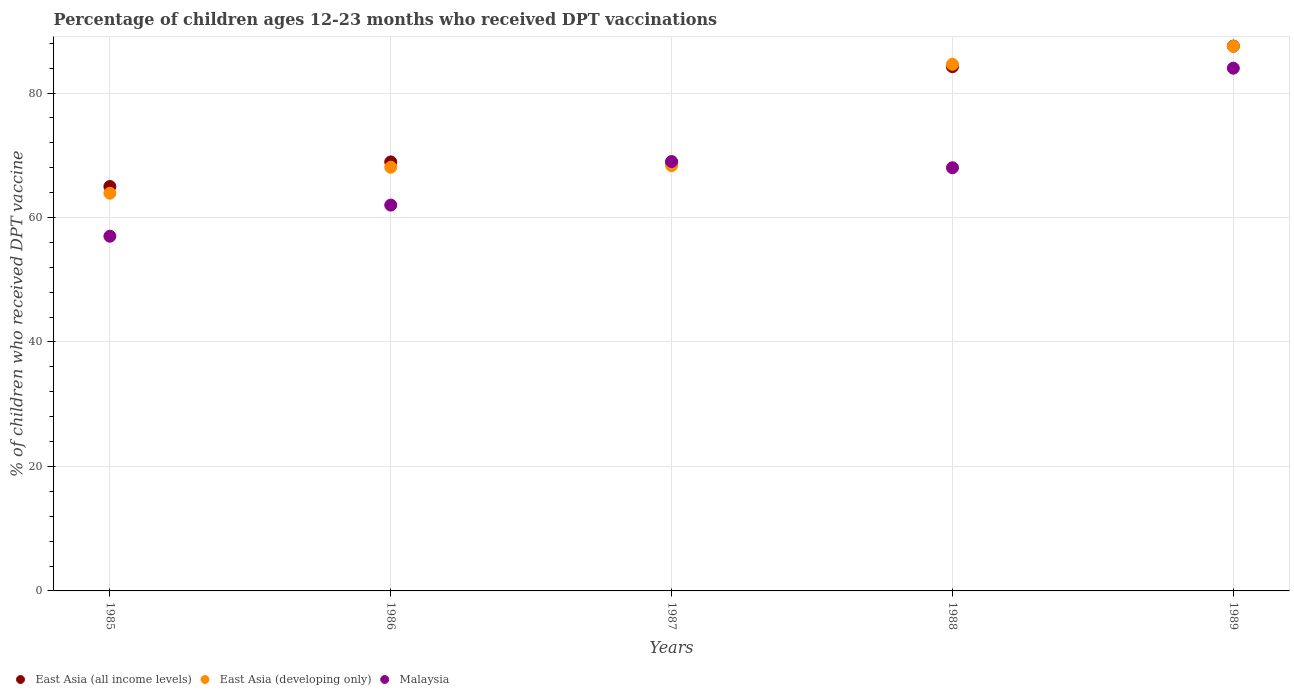 Percentage of children ages 12-23 months who received DPT vaccinations
% of children who received DPT vaccine
80
60
40
20
0
1985
1986
1987
1988
1989
Years
East Asia (all income levels)
East Asia (developing only)
Malaysia